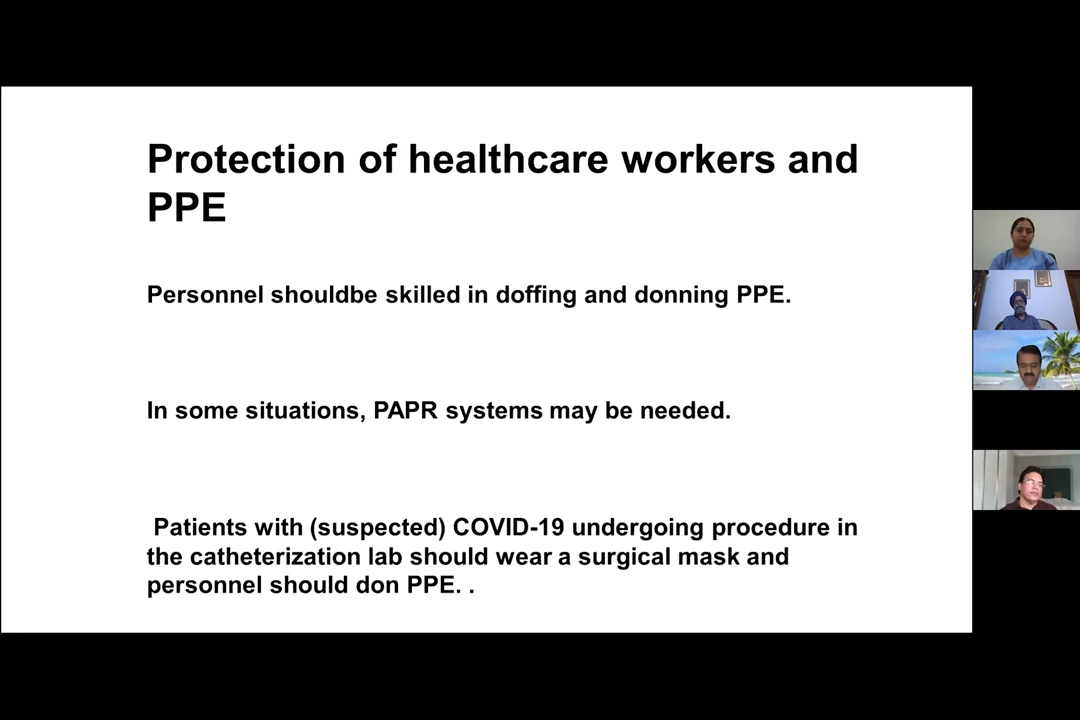 Protection of healthcare workers and
PPE
Personnel shouldbe skilled in doffing and donning PPE.
In some situations, PAPR systems may be needed.
Patients with (suspected) COVID-19 undergoing procedure in
the catheterization lab should wear a surgical mask and
personnel should don PPE. .